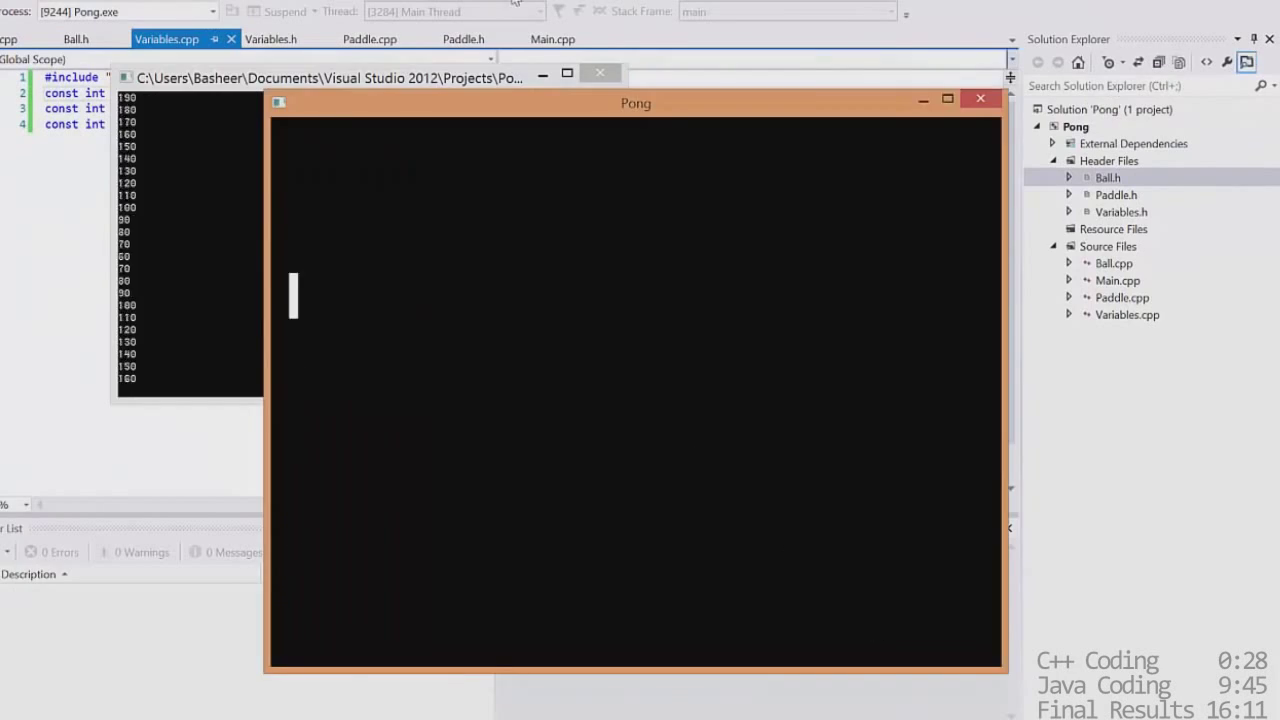 rocess: [9244] Pong.exe Suspend Thread: [3284] Main Thread Stack Frame: main
cpp Ball.h Variables.cpp Variables.h Paddle.cpp Paddle.h Main.cpp
Global Scope)
1 #include "
2 const int
3 const int
4 const int
C:\Users\Basheer\Documents\Visual Studio 2012\Projects\Po...
190
180
170
160
150
140
130
120
110
100
90
80
70
60
70
80
90
100
110
120
130
140
150
160
Pong
%
r List
0 Errors 0 Warnings 0 Messages
Description
Solution Explorer
Search Solution Explorer (Ctrl+;)
Solution 'Pong' (1 project)
Pong
External Dependencies
Header Files
Ball.h
Paddle.h
Variables.h
Resource Files
Source Files
Ball.cpp
Main.cpp
Paddle.cpp
Variables.cpp
C++ Coding 0:28
Java Coding 9:45
Final Results 16:11